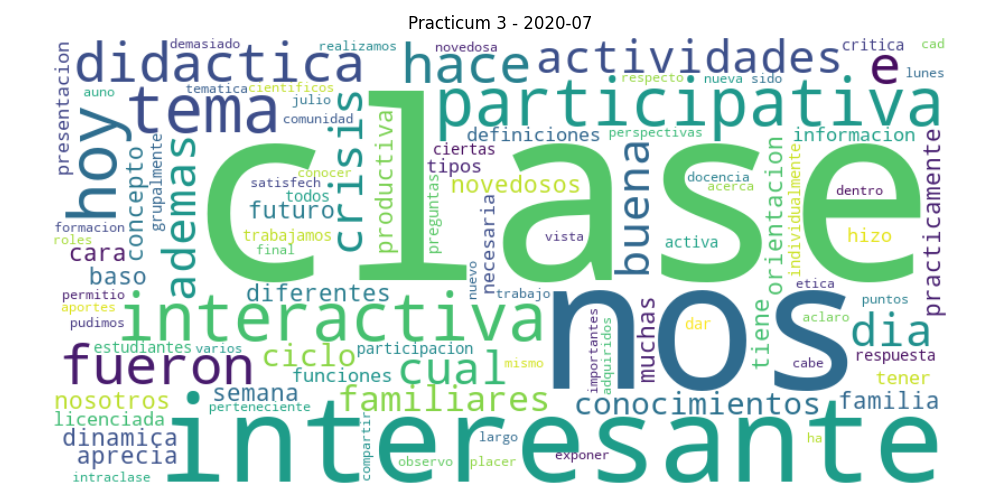 Practicum 3 - 2020-07
demasiado
realizamos
novedosa
critica
cad
presentacion
didactica
hace
actividades
e
lunes
auno
tematica
cientificos
respecto
nueva
sido
tema
julio
comunidad
participativa
hoy
crisis
productiva
definiciones
perspectivas
informacion
concepto
grupalmente
ademas
clase
ciertas
tipos
conocer
satisfech
todos
novedosos
docencia
acerca
dentro
practicamente
futuro
preguntas
necesaria
buena
orientacion
individualmente
formacion
roles
cara
baso
trabajamos
final
vista
activa
hizo
nuevo
permitio
aportes
pudimos
diferentes
trabajo
nos
etica
puntos
aclaro
interactiva
importantes
adquiridos
muchas
dar
tiene
dia
estudiantes
varios
fueron
ciclo
participacion
funciones
cual
mismo
cabe
respuesta
tener
nosotros
semana
perteneciente
familiares
conocimientos
familia
licenciada
dinamica
aprecia
intraclase
interesante
compartir
observo
largo
placer
exponer
ha